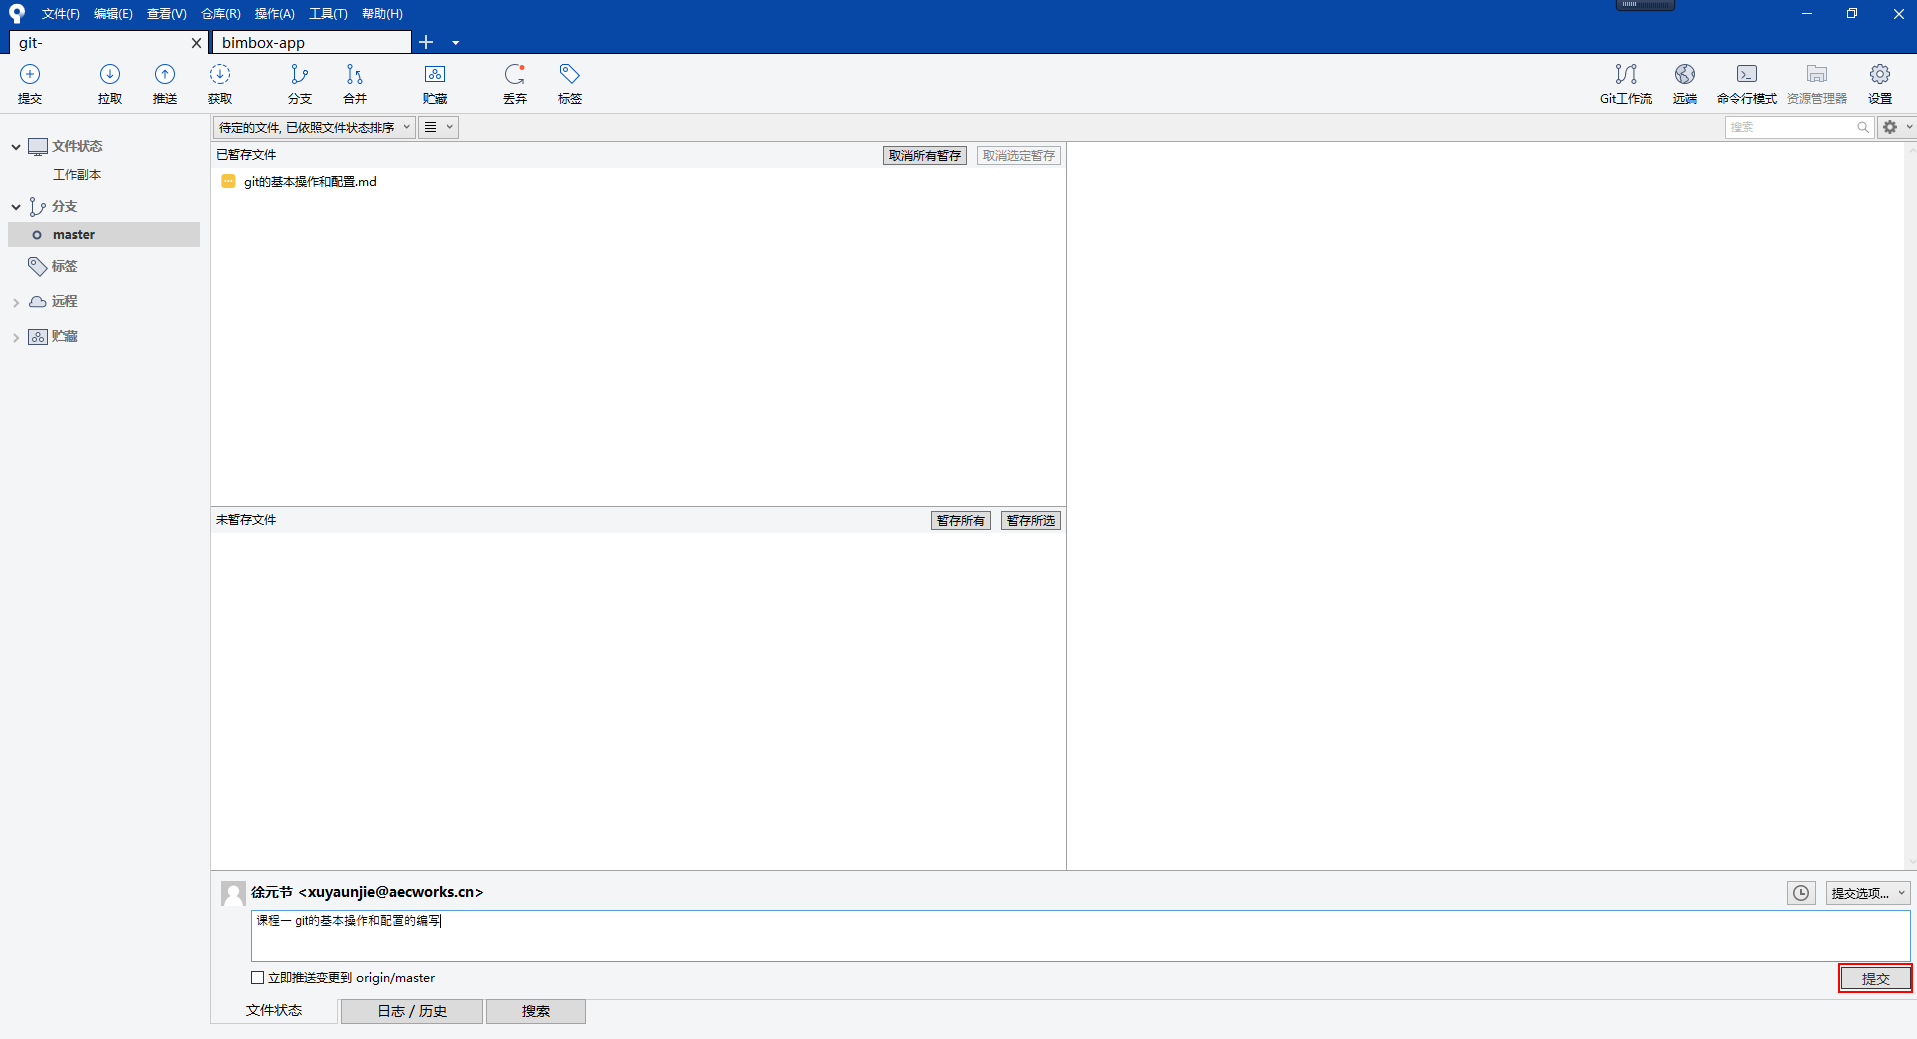 文件(F) 编辑(E) 查看(V) 仓库(R) 操作(A) 工具(T) 帮助(H)
git- bimbox-app
提交 拉取 推送 获取 分支 合并 贮藏 丢弃 标签 Git工作流 远端 命令行模式 资源管理器 设置
待定的文件, 已依照文件状态排序 搜索
文件状态
工作副本
分支
master
标签
远程
贮藏
已暂存文件 取消所有暂存 取消选定暂存
git的基本操作和配置.md
未暂存文件 暂存所有 暂存所选
徐元节 <xuyaunjie@aecworks.cn> 提交选项...
课程一 git的基本操作和配置的编写
立即推送变更到 origin/master 提交
文件状态 日志 / 历史 搜索